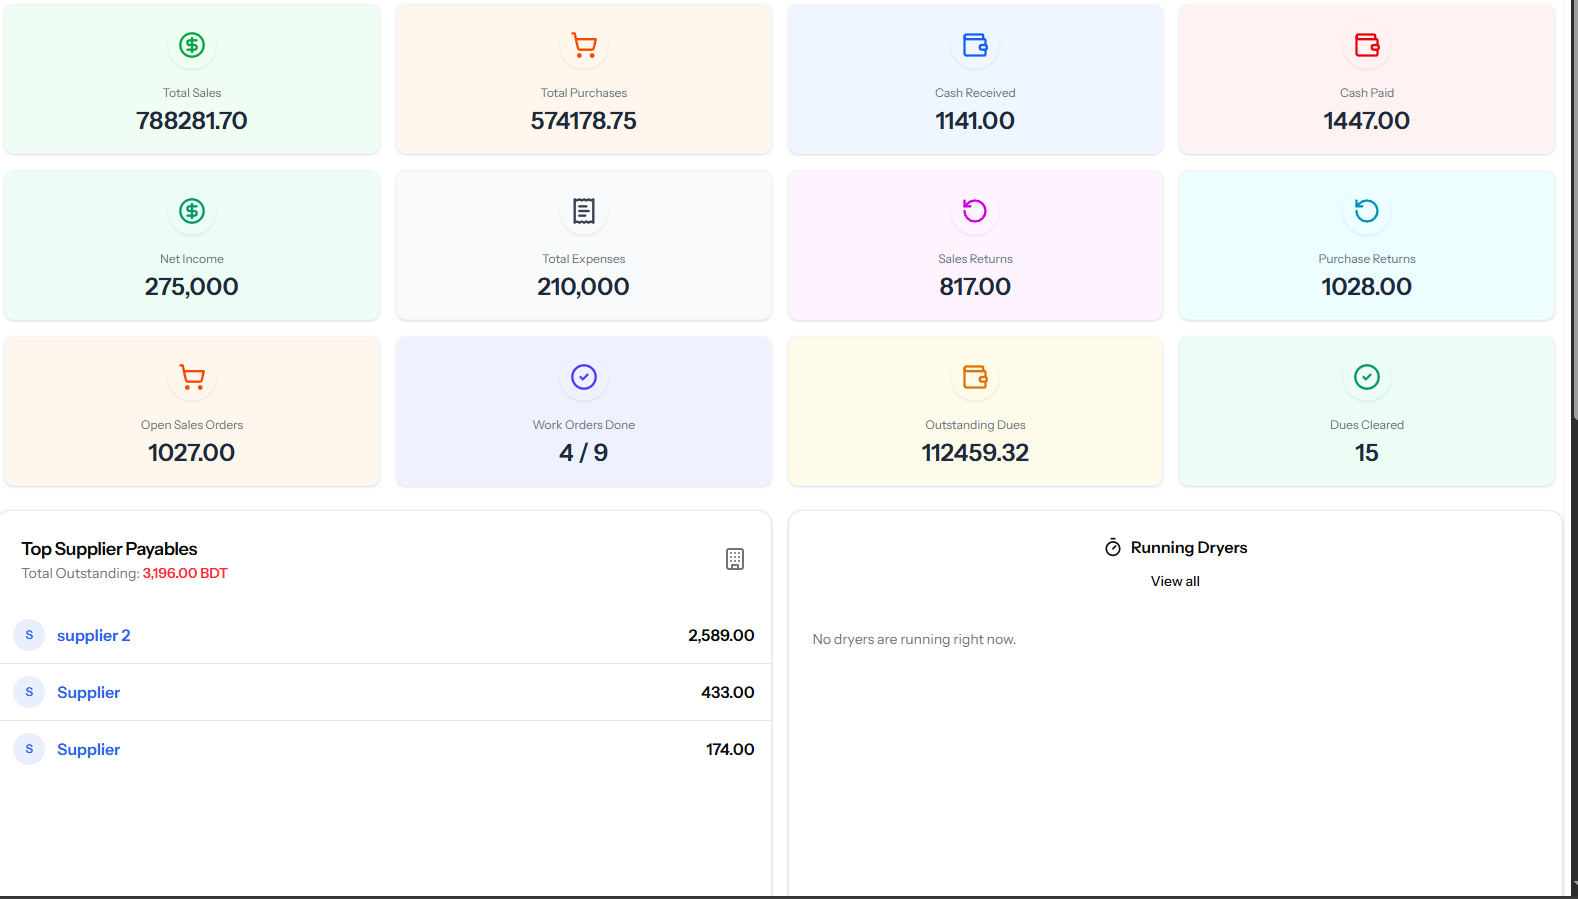 Total Sales
788281.70
Total Purchases
574178.75
Cash Received
1141.00
Cash Paid
1447.00
Net Income
275,000
Total Expenses
210,000
Sales Returns
817.00
Purchase Returns
1028.00
Open Sales Orders
1027.00
Work Orders Done
4 / 9
Outstanding Dues
112459.32
Dues Cleared
15
Top Supplier Payables
Total Outstanding: 3,196.00 BDT
S supplier 2 2,589.00
S Supplier 433.00
S Supplier 174.00
Running Dryers
View all
No dryers are running right now.